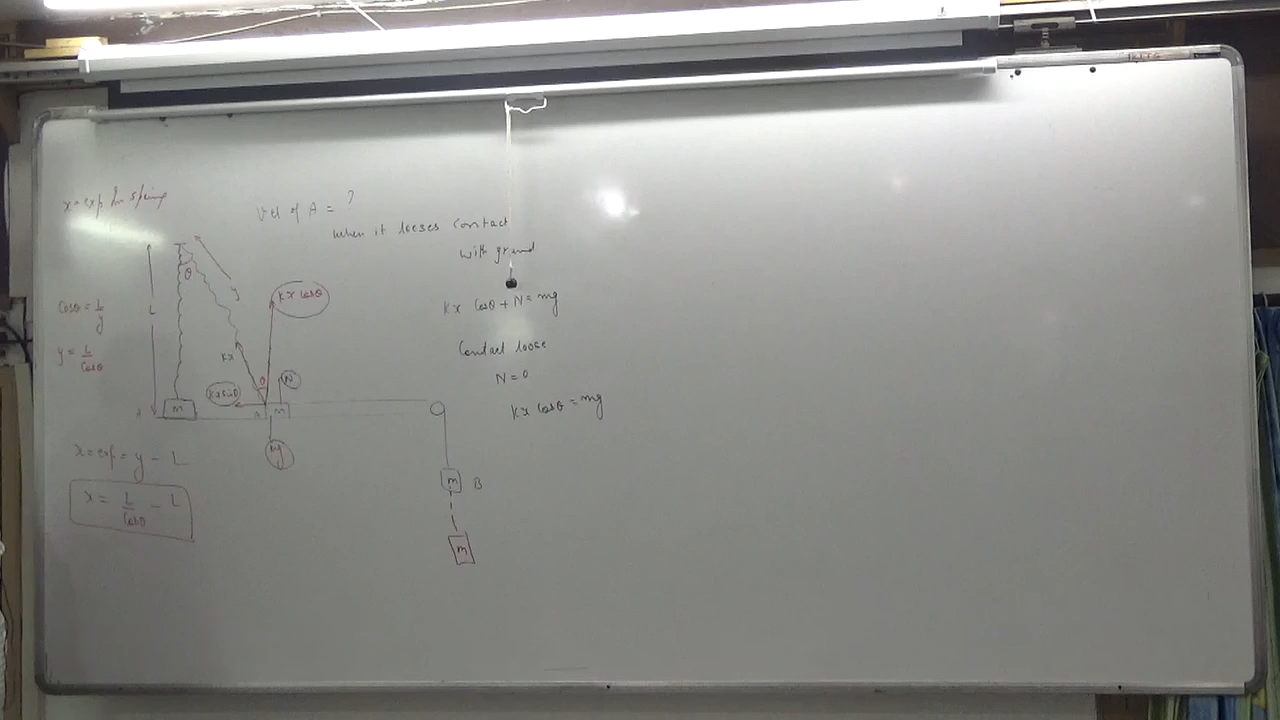 x = exp in spring
Vel of A = ?
when it looses contact
with ground
θ
L
y
Kx cosθ
cosθ = L/y
y = L/cosθ
Kx
θ
N
Kx sinθ
A
m
A
m
mg
Kx cosθ + N = mg
Contact loose
N = 0
Kx cosθ = mg
m
B
m
x = exp = y - L
x = L/cosθ - L